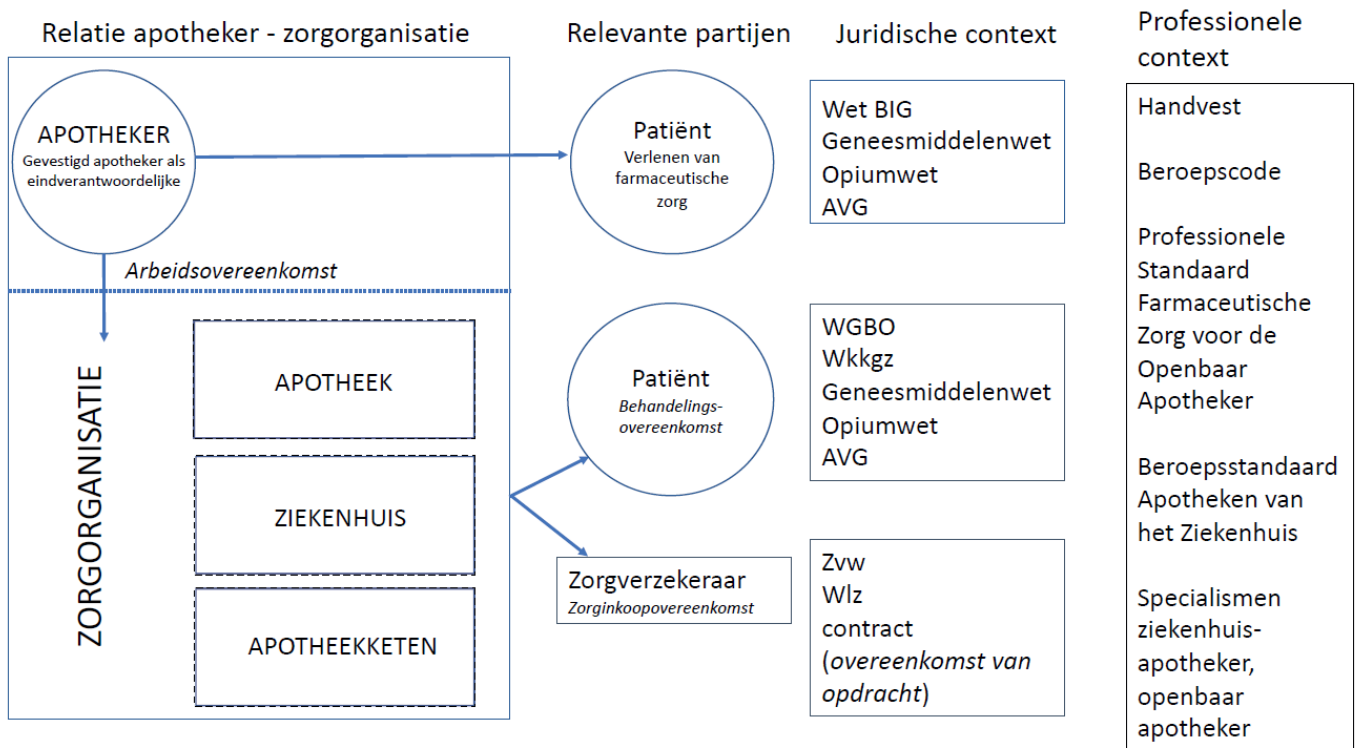 Relatie apotheker - zorgorganisatie
Relevante partijen
Juridische context
Professionele
context
APOTHEKER
Gevestigd apotheker als
eindverantwoordelijke
Arbeidsovereenkomst
ZORGORGANISATIE
APOTHEEK
ZIEKENHUIS
APOTHEEKKETEN
Patiënt
Verlenen van
farmaceutische
zorg
Patiënt
Behandelings-
overeenkomst
Zorgverzekeraar
Zorginkoopovereenkomst
Wet BIG
Geneesmiddelenwet
Opiumwet
AVG
WGBO
Wkkgz
Geneesmiddelenwet
Opiumwet
AVG
Zvw
Wlz
contract
(overeenkomst van
opdracht)
Handvest
Beroepscode
Professionele
Standaard
Farmaceutische
Zorg voor de
Openbaar
Apotheker
Beroepsstandaard
Apotheken van
het Ziekenhuis
Specialismen
ziekenhuis-
apotheker,
openbaar
apotheker